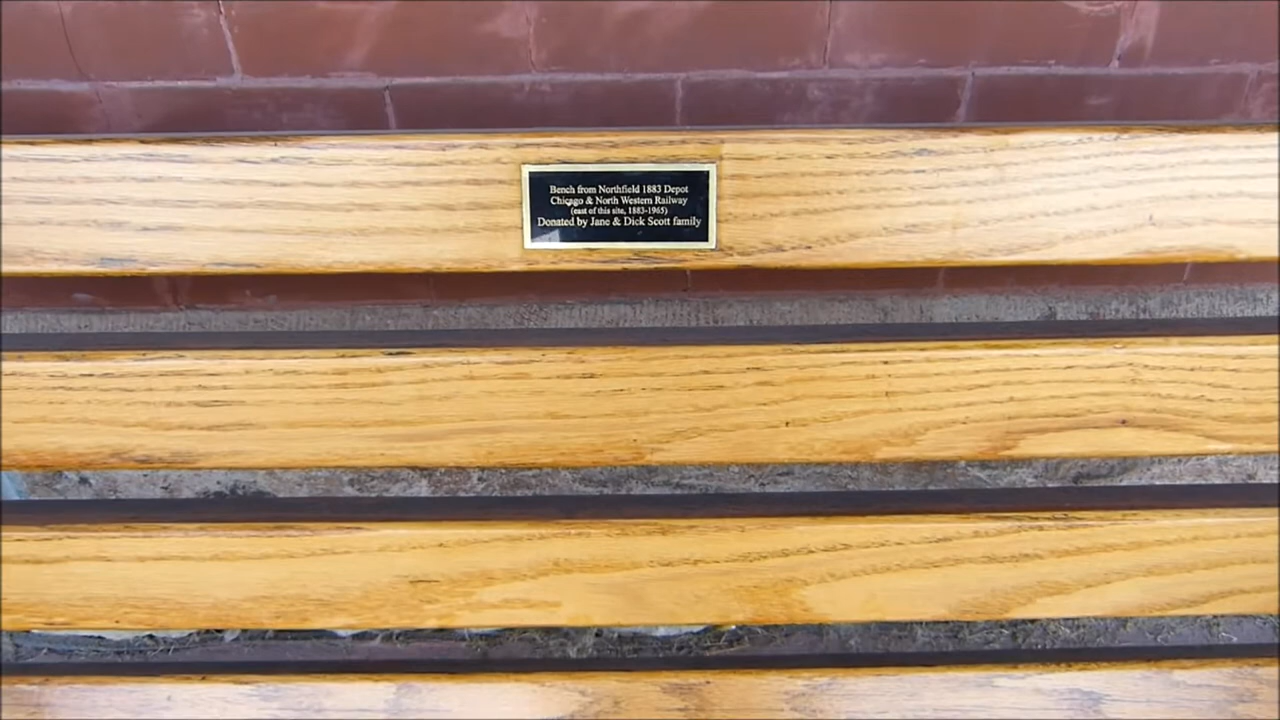 Bench from Northfield 1883 Depot
Chicago & North Western Railway
(east of this site, 1883-1965)
Donated by Jane & Dick Scott family